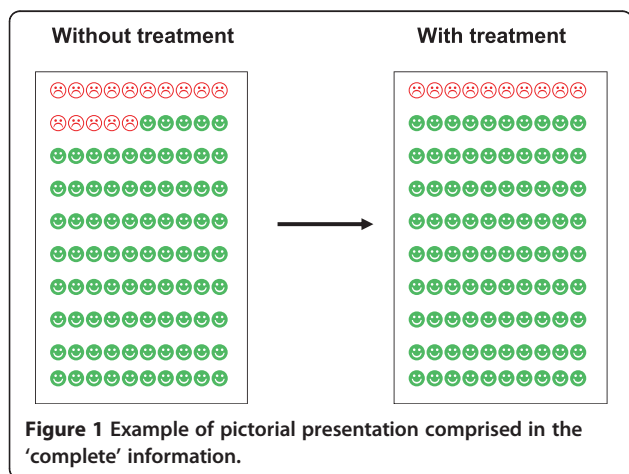 Without treatment
With treatment
Figure 1 Example of pictorial presentation comprised in the
‘complete’ information.